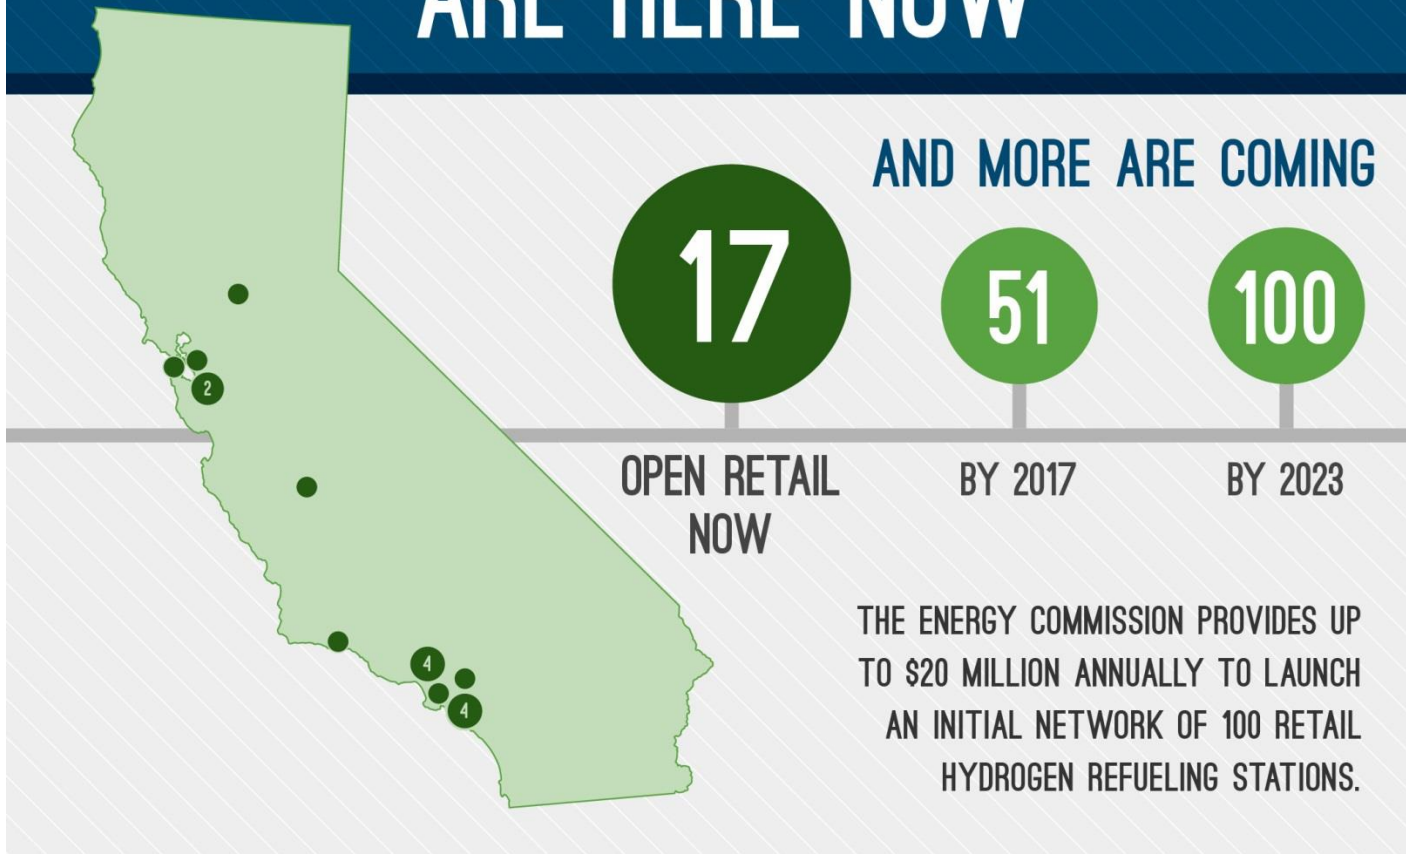 ARE HERE NOW
AND MORE ARE COMING
17
51
100
OPEN RETAIL
NOW
BY 2017
BY 2023
2
4
4
THE ENERGY COMMISSION PROVIDES UP
TO $20 MILLION ANNUALLY TO LAUNCH
AN INITIAL NETWORK OF 100 RETAIL
HYDROGEN REFUELING STATIONS.